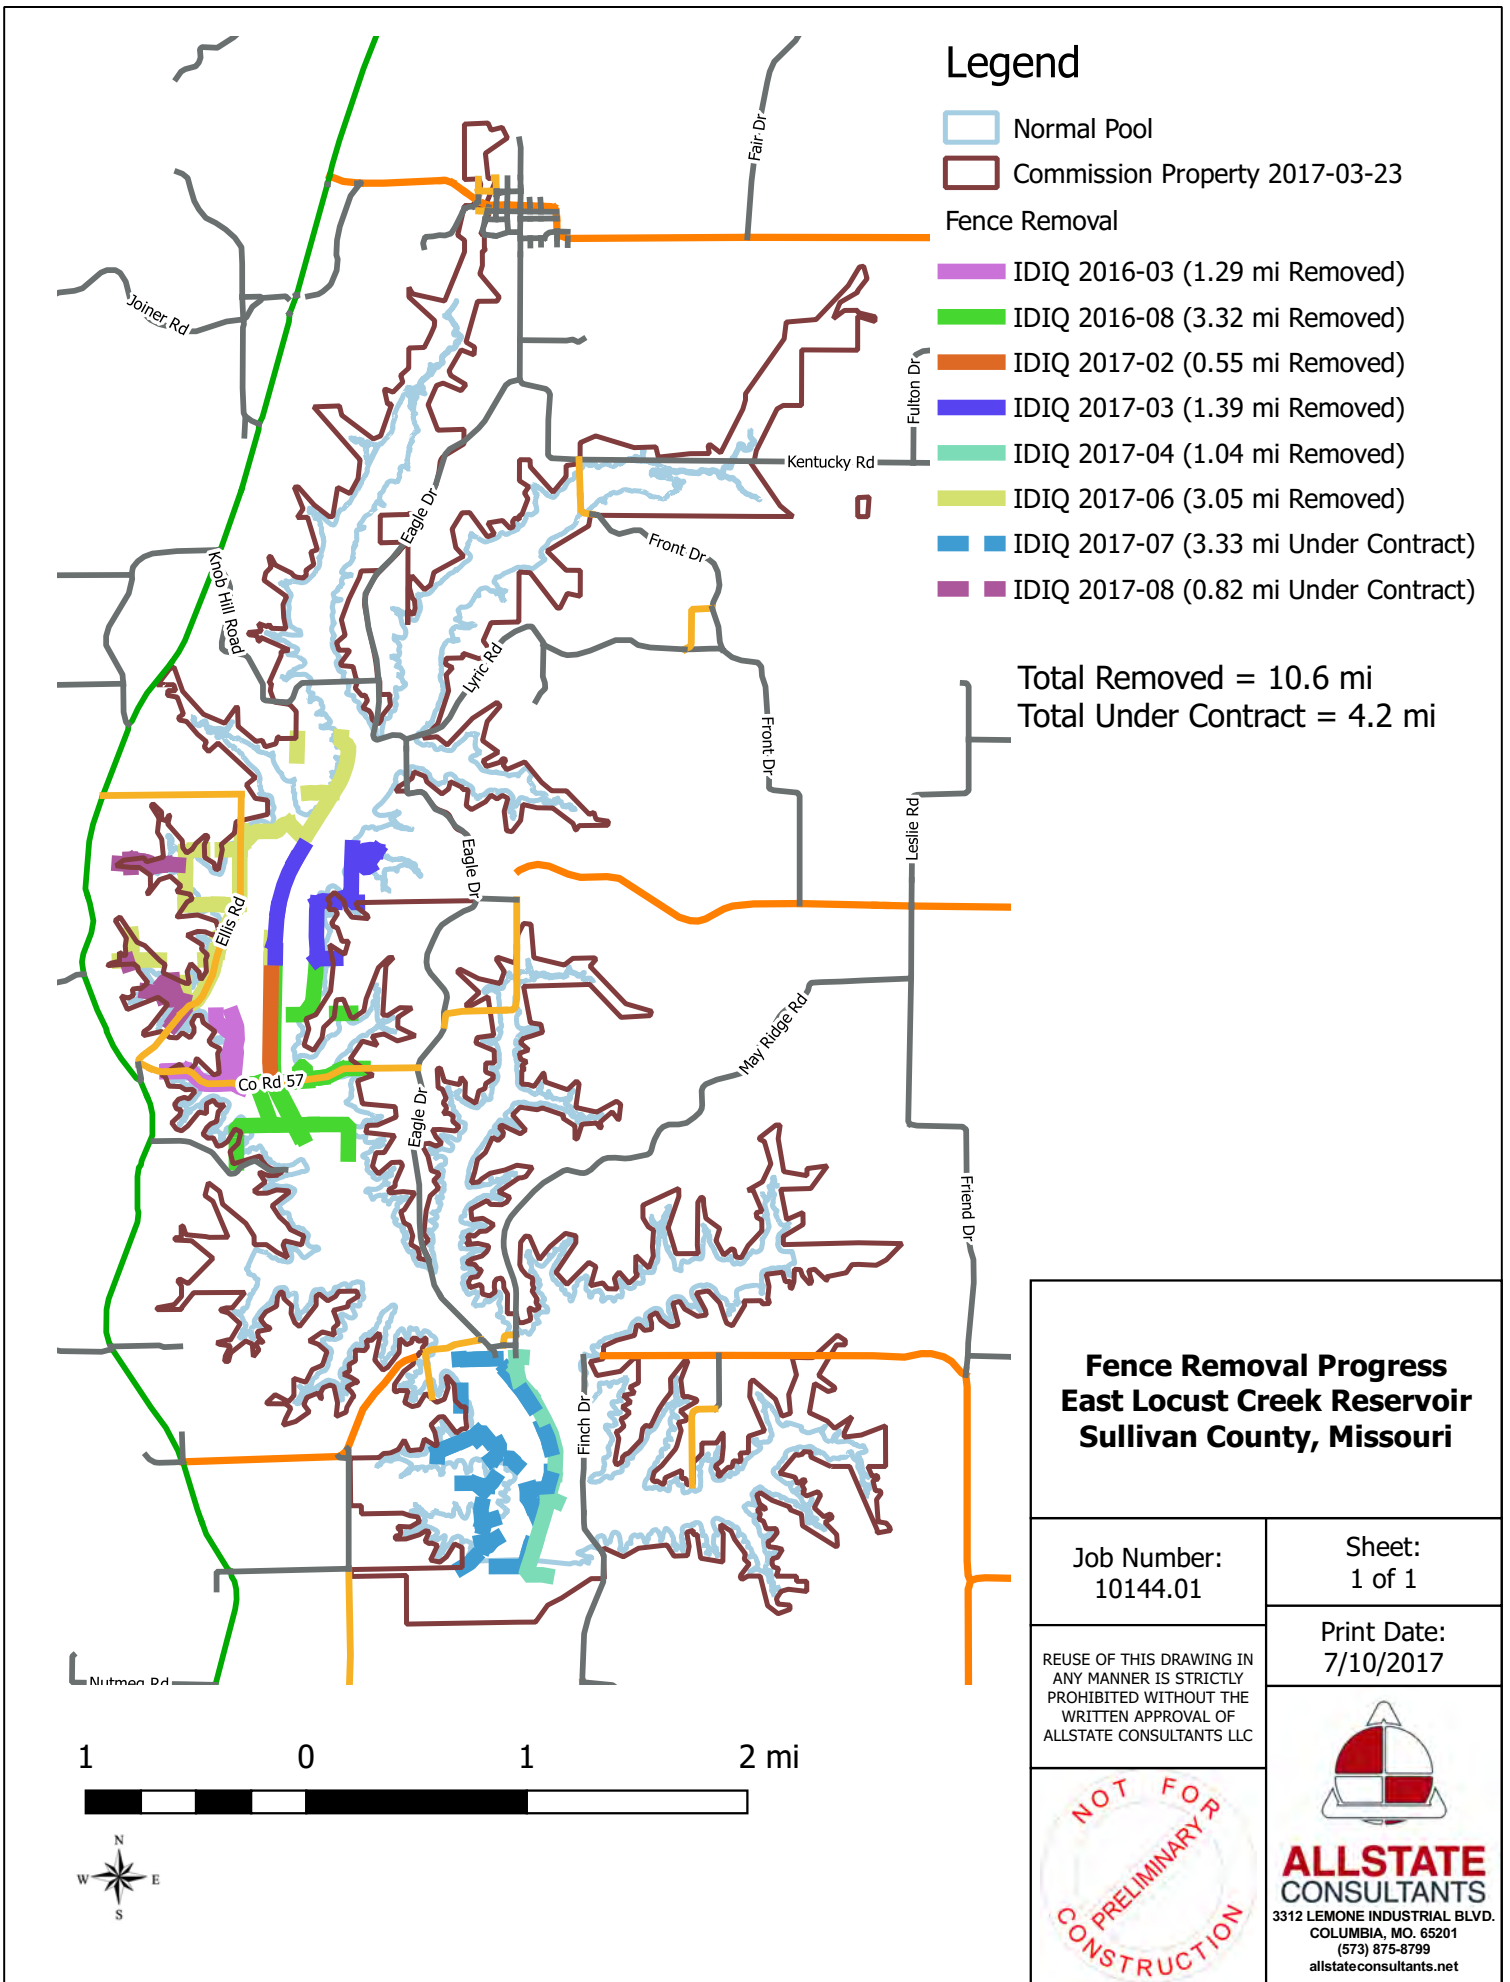 Legend
Normal Pool
Commission Property 2017-03-23
Fence Removal
IDIQ 2016-03 (1.29 mi Removed)
IDIQ 2016-08 (3.32 mi Removed)
IDIQ 2017-02 (0.55 mi Removed)
IDIQ 2017-03 (1.39 mi Removed)
IDIQ 2017-04 (1.04 mi Removed)
IDIQ 2017-06 (3.05 mi Removed)
IDIQ 2017-07 (3.33 mi Under Contract)
IDIQ 2017-08 (0.82 mi Under Contract)
Total Removed = 10.6 mi
Total Under Contract = 4.2 mi
Fair Dr
Joiner Rd
Fulton Dr
Kentucky Rd
Eagle Dr
Front Dr
Knob Hill Road
Lyric Rd
Front Dr
Leslie Rd
Eagle Dr
Ellis Rd
May Ridge Rd
Co Rd 57
Eagle Dr
Friend Dr
Finch Dr
Nutmeg Rd
1 0 1 2 mi
N
W E
S
Fence Removal Progress
East Locust Creek Reservoir
Sullivan County, Missouri
Job Number:
10144.01
Sheet:
1 of 1
Print Date:
7/10/2017
REUSE OF THIS DRAWING IN
ANY MANNER IS STRICTLY
PROHIBITED WITHOUT THE
WRITTEN APPROVAL OF
ALLSTATE CONSULTANTS LLC
NOT FOR
PRELIMINARY
CONSTRUCTION
ALLSTATE
CONSULTANTS
3312 LEMONE INDUSTRIAL BLVD.
COLUMBIA, MO. 65201
(573) 875-8799
allstateconsultants.net